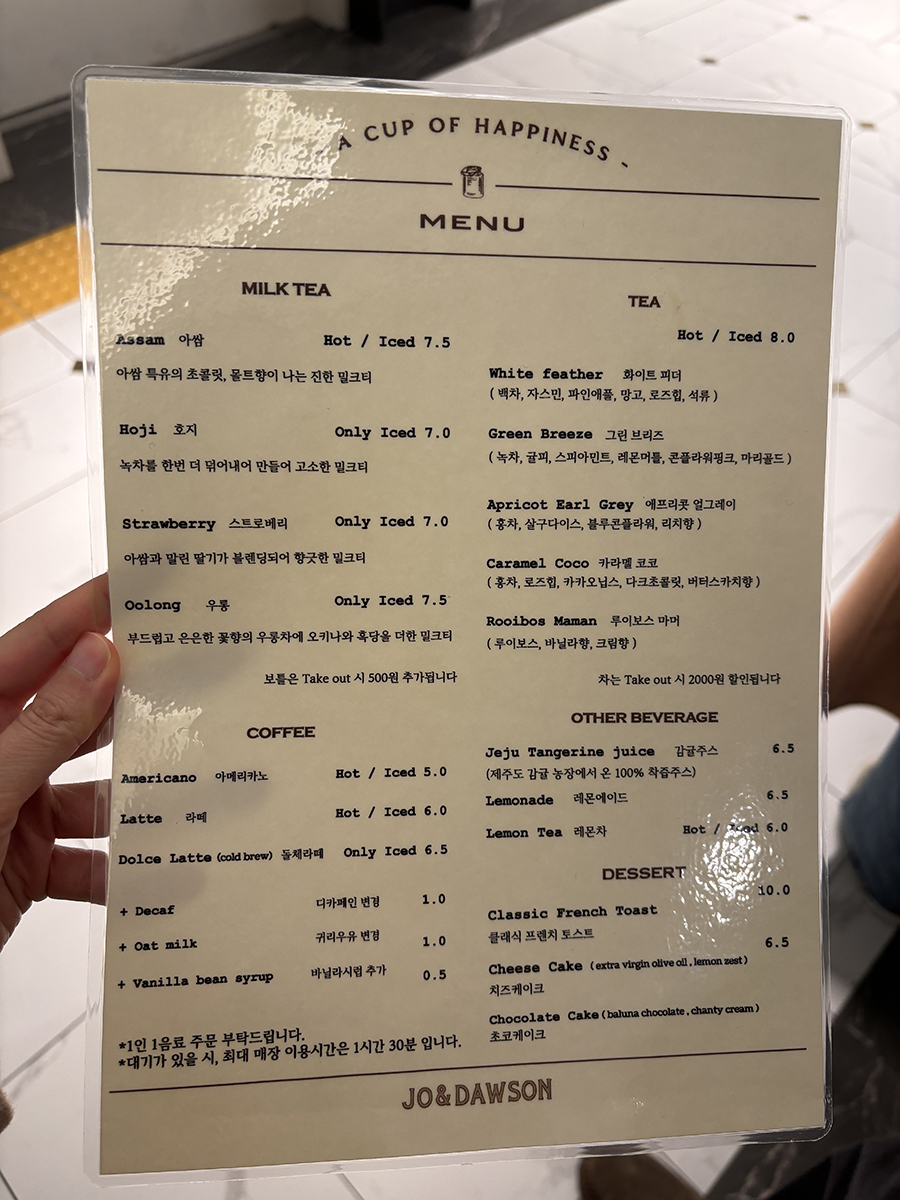 - A CUP OF HAPPINESS -
MENU
MILK TEA
Assam 아쌈 Hot / Iced 7.5
아쌈 특유의 초콜릿, 몰트향이 나는 진한 밀크티
Hoji 호지 Only Iced 7.0
녹차를 한번 더 덖어내어 만들어 고소한 밀크티
Strawberry 스트로베리 Only Iced 7.0
아쌈과 말린 딸기가 블렌딩되어 향긋한 밀크티
Oolong 우롱 Only Iced 7.5
부드럽고 은은한 꽃향의 우롱차에 오키나와 흑당을 더한 밀크티
보틀은 Take out 시 500원 추가됩니다
COFFEE
Americano 아메리카노 Hot / Iced 5.0
Latte 라떼 Hot / Iced 6.0
Dolce Latte (cold brew) 돌체라떼 Only Iced 6.5
+ Decaf 디카페인 변경 1.0
+ Oat milk 귀리우유 변경 1.0
+ Vanilla bean syrup 바닐라시럽 추가 0.5
*1인 1음료 주문 부탁드립니다.
*대기가 있을 시, 최대 매장 이용시간은 1시간 30분 입니다.
TEA
Hot / Iced 8.0
White feather 화이트 피더
( 백차, 자스민, 파인애플, 망고, 로즈힙, 석류 )
Green Breeze 그린 브리즈
( 녹차, 귤피, 스피아민트, 레몬머틀, 콘플라워핑크, 마리골드 )
Apricot Earl Grey 애프리콧 얼그레이
( 홍차, 살구다이스, 블루콘플라워, 리치향 )
Caramel Coco 카라멜 코코
( 홍차, 로즈힙, 카카오닙스, 다크초콜릿, 버터스카치향 )
Rooibos Maman 루이보스 마머
( 루이보스, 바닐라향, 크림향 )
차는 Take out 시 2000원 할인됩니다
OTHER BEVERAGE
Jeju Tangerine juice 감귤주스 6.5
(제주도 감귤 농장에서 온 100% 착즙주스)
Lemonade 레몬에이드 6.5
Lemon Tea 레몬차 Hot / Iced 6.0
DESSERT
10.0
Classic French Toast
클래식 프렌치 토스트
6.5
Cheese Cake (extra virgin olive oil, lemon zest)
치즈케이크
Chocolate Cake (baluna chocolate, chanty cream)
초코케이크
JO&DAWSON